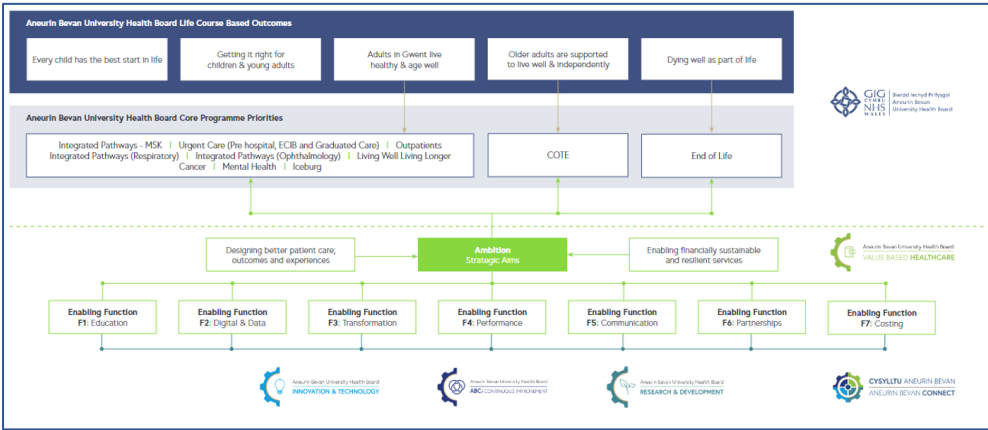 Aneurin Bevan University Health Board Life Course Based Outcomes
Every child has the best start in life
Getting it right for
children & young adults
Adults in Gwent live
healthy & age well
Older adults are supported
to live well & independently
Dying well as part of life
GIG
CYMRU
NHS
WALES
Bwrdd Iechyd Prifysgol
Aneurin Bevan
University Health Board
Aneurin Bevan University Health Board Core Programme Priorities
Integrated Pathways - MSK | Urgent Care (Pre hospital, ECIB and Graduated Care) | Outpatients
Integrated Pathways (Respiratory) | Integrated Pathways (Ophthalmology) | Living Well Living Longer
Cancer | Mental Health | Iceburg
COTE
End of Life
Designing better patient care;
outcomes and experiences
Ambition
Strategic Aims
Enabling financially sustainable
and resilient services
Aneurin Bevan University Health Board
VALUE BASED HEALTHCARE
Enabling Function
F1: Education
Enabling Function
F2: Digital & Data
Enabling Function
F3: Transformation
Enabling Function
F4: Performance
Enabling Function
F5: Communication
Enabling Function
F6: Partnerships
Enabling Function
F7: Costing
Aneurin Bevan University Health Board
INNOVATION & TECHNOLOGY
Aneurin Bevan University Health Board
ABCi CONTINUOUS IMPROVEMENT
Aneurin Bevan University Health Board
RESEARCH & DEVELOPMENT
CYSYLLTU ANEURIN BEVAN
ANEURIN BEVAN CONNECT